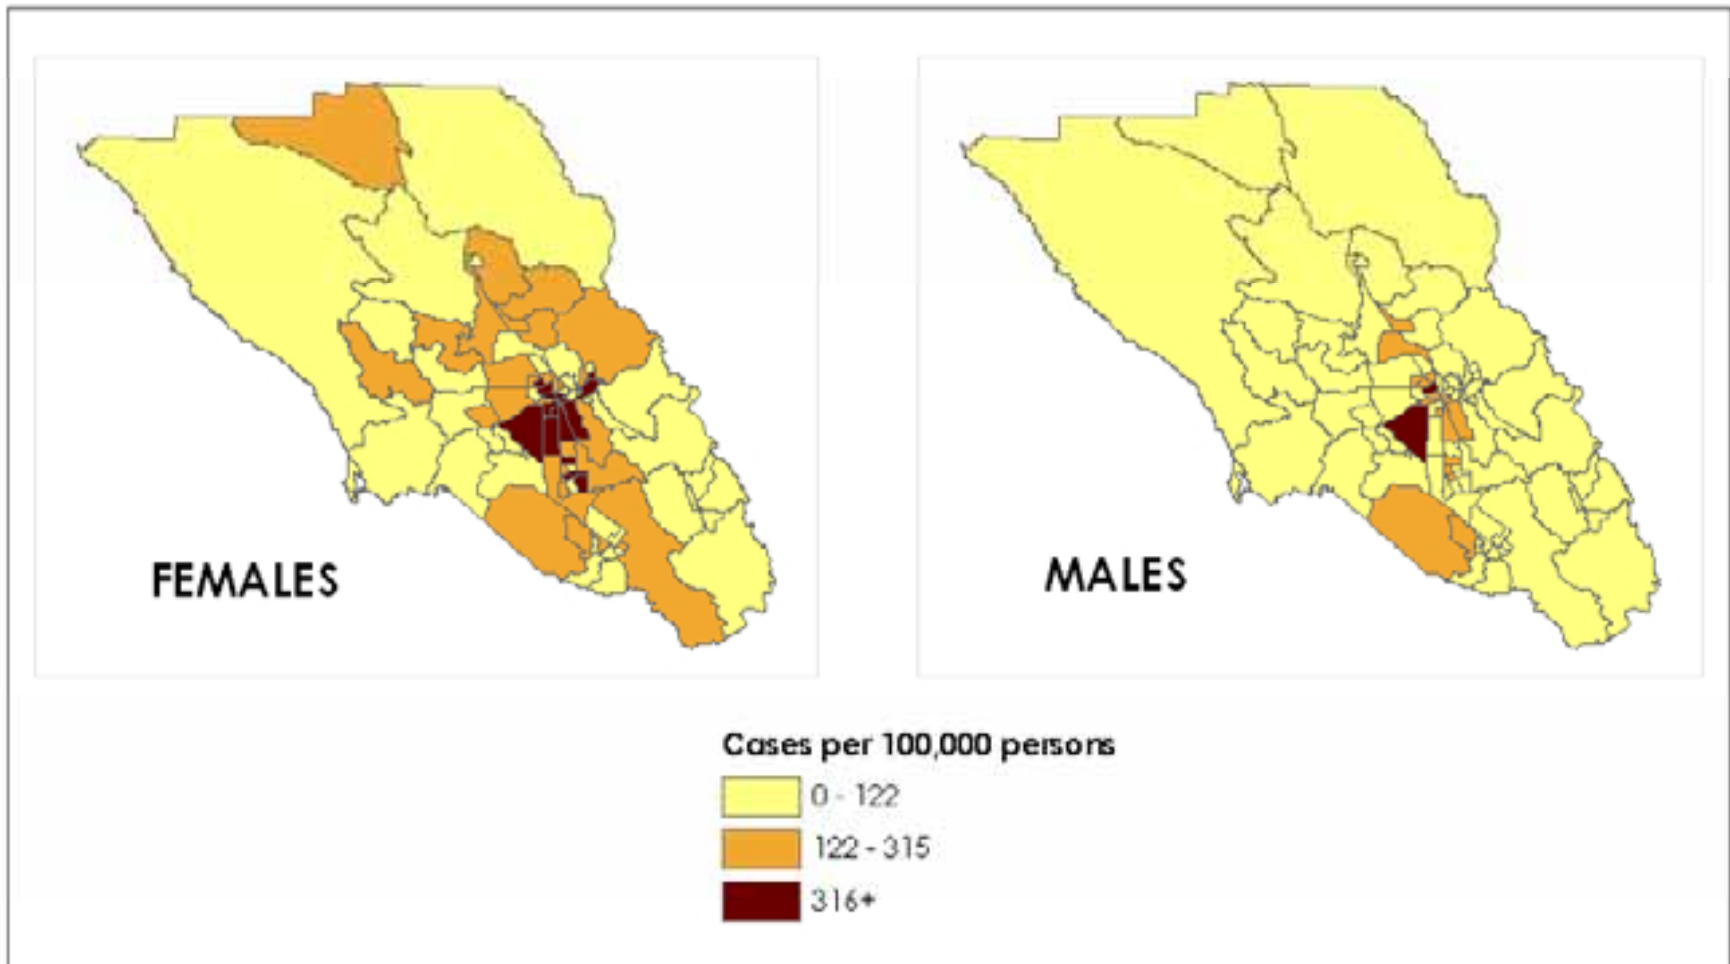 FEMALES
MALES
Cases per 100,000 persons
0 - 122
122 - 315
316+